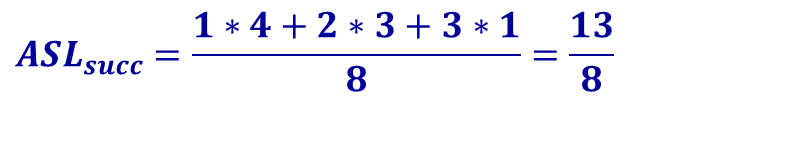 ASL_succ = (1 * 4 + 2 * 3 + 3 * 1) / 8 = 13 / 8